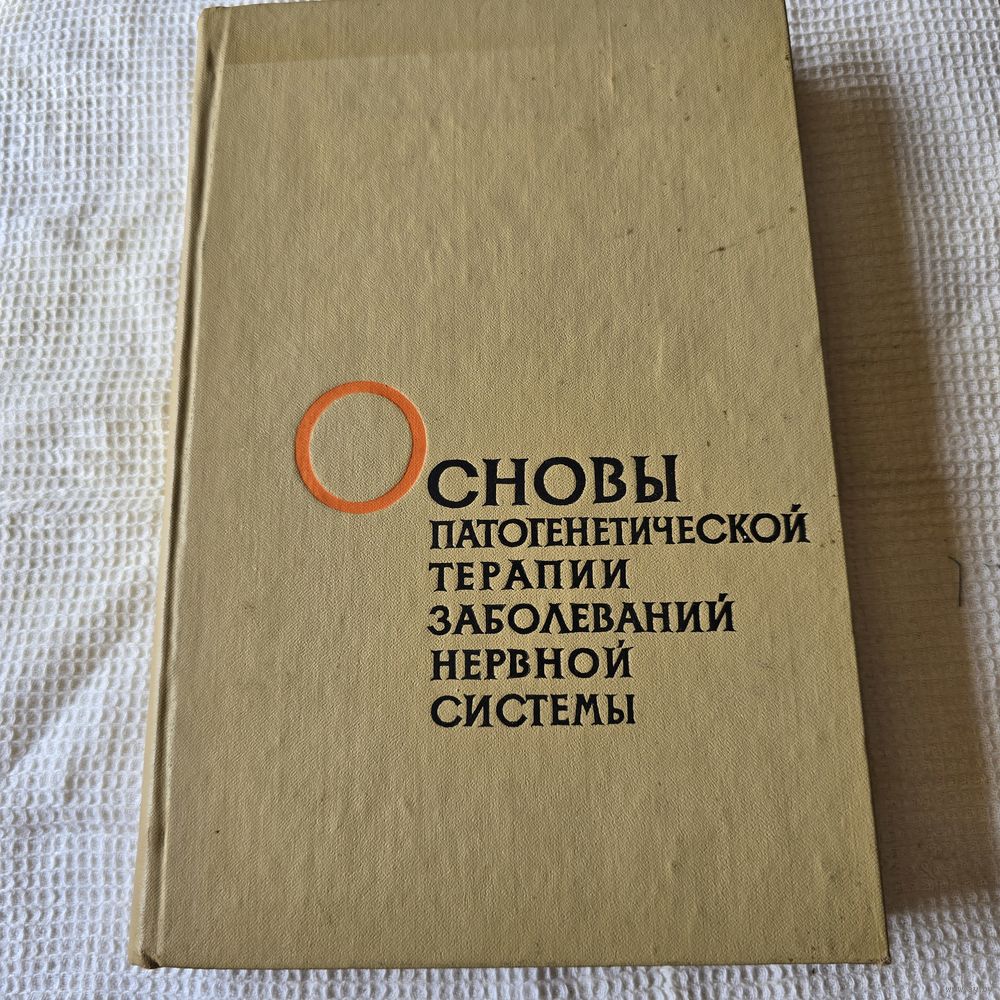 ОСНОВЫ
ПАТОГЕНЕТИЧЕСКОЙ
ТЕРАПИИ
ЗАБОЛЕВАНИЙ
НЕРВНОЙ
СИСТЕМЫ